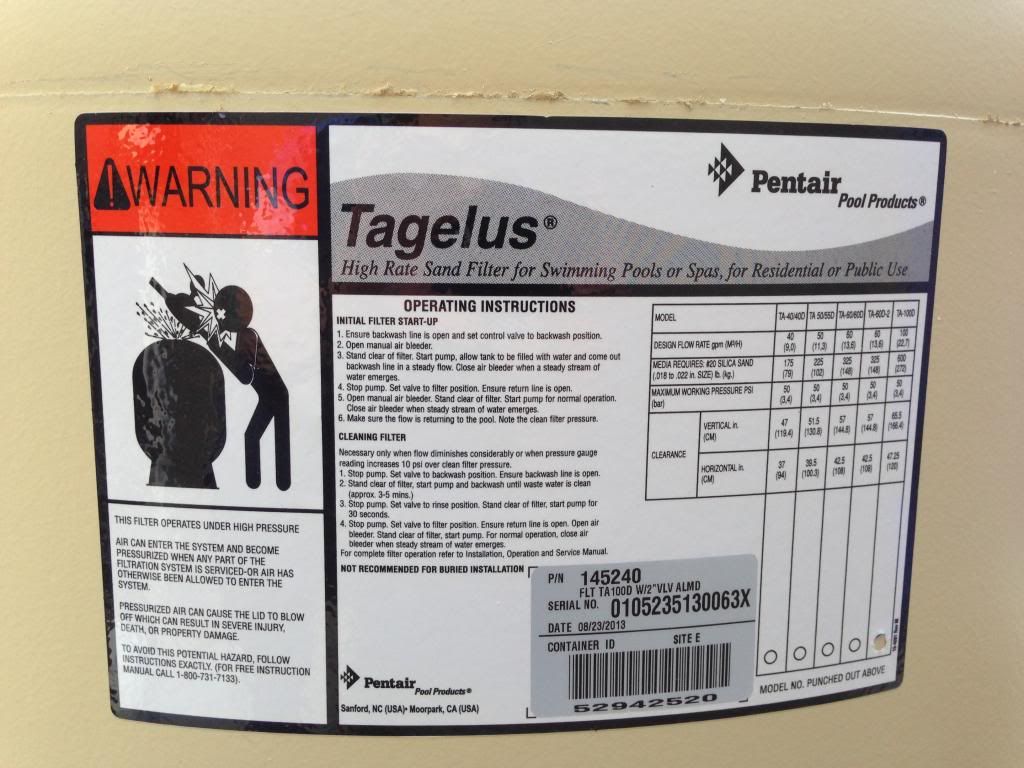 WARNING
THIS FILTER OPERATES UNDER HIGH PRESSURE
AIR CAN ENTER THE SYSTEM AND BECOME
PRESSURIZED WHEN ANY PART OF THE
FILTRATION SYSTEM IS SERVICED-OR AIR HAS
OTHERWISE BEEN ALLOWED TO ENTER THE
SYSTEM.
PRESSURIZED AIR CAN CAUSE THE LID TO BLOW
OFF WHICH CAN RESULT IN SEVERE INJURY,
DEATH, OR PROPERTY DAMAGE.
TO AVOID THIS POTENTIAL HAZARD, FOLLOW
INSTRUCTIONS EXACTLY. (FOR FREE INSTRUCTION
MANUAL CALL 1-800-731-7133).
Pentair
Pool Products®
Tagelus®
High Rate Sand Filter for Swimming Pools or Spas, for Residential or Public Use
OPERATING INSTRUCTIONS
INITIAL FILTER START-UP
1. Ensure backwash line is open and set control valve to backwash position.
2. Open manual air bleeder.
3. Stand clear of filter. Start pump, allow tank to be filled with water and come out
backwash line in a steady flow. Close air bleeder when a steady stream of
water emerges.
4. Stop pump. Set valve to filter position. Ensure return line is open.
5. Open manual air bleeder. Stand clear of filter. Start pump for normal operation.
Close air bleeder when steady stream of water emerges.
6. Make sure the flow is returning to the pool. Note the clean filter pressure.
CLEANING FILTER
Necessary only when flow diminishes considerably or when pressure gauge
reading increases 10 psi over clean filter pressure.
1. Stop pump. Set valve to backwash position. Ensure backwash line is open.
2. Stand clear of filter, start pump and backwash until waste water is clean
(approx. 3-5 mins.)
3. Stop pump. Set valve to rinse position. Stand clear of filter, start pump for
30 seconds.
4. Stop pump. Set valve to filter position. Ensure return line is open. Open air
bleeder. Stand clear of filter, start pump. For normal operation, close air
bleeder when steady stream of water emerges.
For complete filter operation refer to Installation, Operation and Service Manual.
NOT RECOMMENDED FOR BURIED INSTALLATION
MODEL TA-40/40D TA 50/55D TA-60/60D TA-60D-2 TA-100D
DESIGN FLOW RATE gpm (M³/H) 40 50 60 60 100
(9,0) (11,3) (13,6) (13,6) (22,7)
MEDIA REQUIRES: #20 SILICA SAND 175 225 325 325 600
(.018 to .022 in. SIZE) lb. (kg.) (79) (102) (148) (148) (272)
MAXIMUM WORKING PRESSURE PSI 50 50 50 50 50
(bar) (3,4) (3,4) (3,4) (3,4) (3,4)
CLEARANCE
VERTICAL in. 47 51.5 57 57 65.5
(CM) (119.4) (130.8) (144.8) (144.8) (166.4)
HORIZONTAL in. 37 39.5 42.5 42.5 47.25
(CM) (94) (100.3) (108) (108) (120)
MODEL NO. PUNCHED OUT ABOVE
P/N 145240
FLT TA100D W/2"VLV ALMD
SERIAL NO. 0105235130063X
DATE 08/23/2013
CONTAINER ID SITE E
52942520
Pentair
Pool Products®
Sanford, NC (USA)• Moorpark, CA (USA)